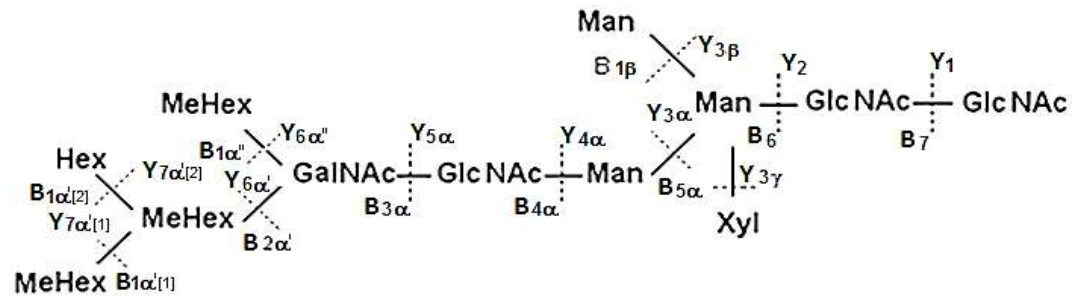 Man
Y3β
B1β
Y2
Y1
MeHex
Y3α
Man
GlcNAc
GlcNAc
Y6α"
Y5α
Y4α
B6
B7
Hex
B1α"
Y7α'[2]
Y6α'
GalNAc
GlcNAc
Man
B1α'[2]
B5α
Y3γ
Y7α'[1]
MeHex
B3α
B4α
B2α'
Xyl
MeHex
B1α'[1]